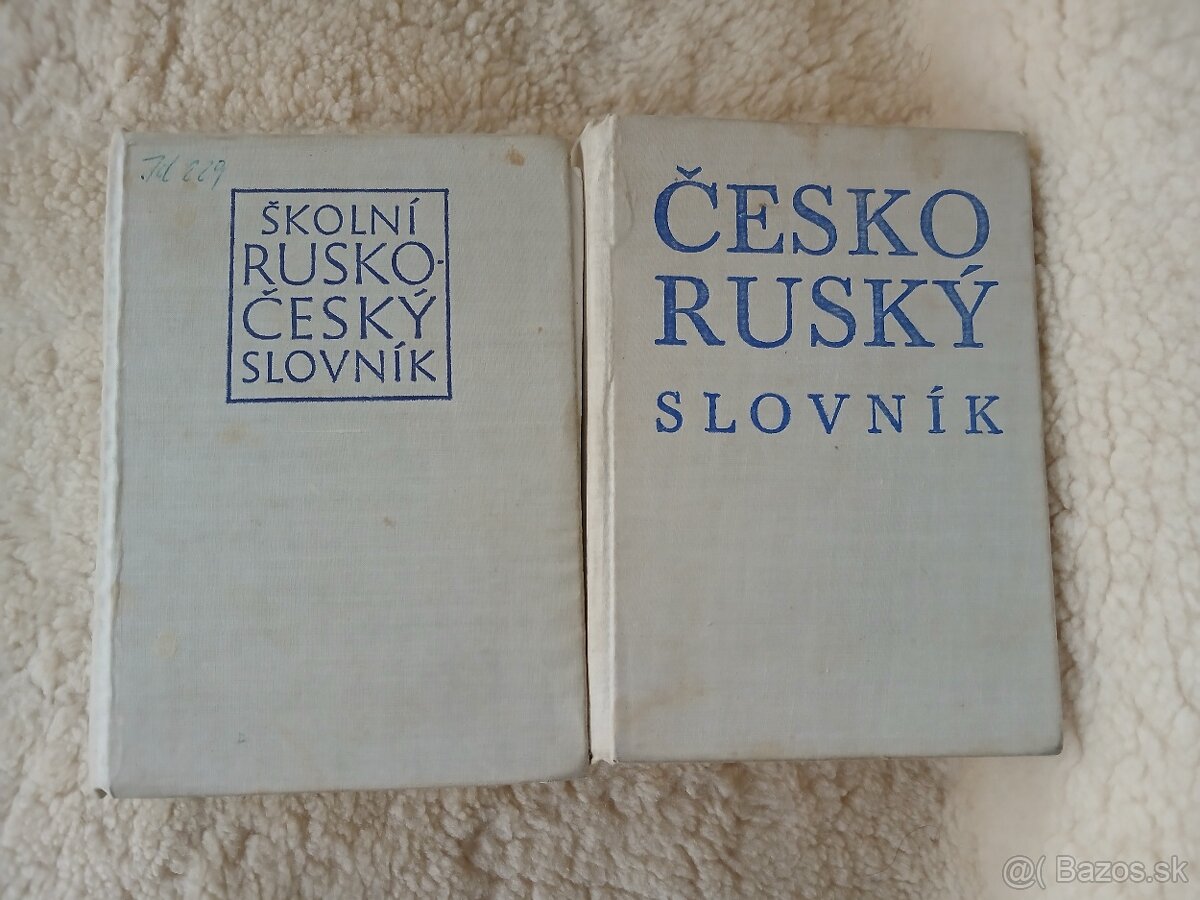 ŠKOLNÍ
RUSKO-
ČESKÝ
SLOVNÍK
ČESKO
RUSKÝ
SLOVNÍK
@( Bazos.sk